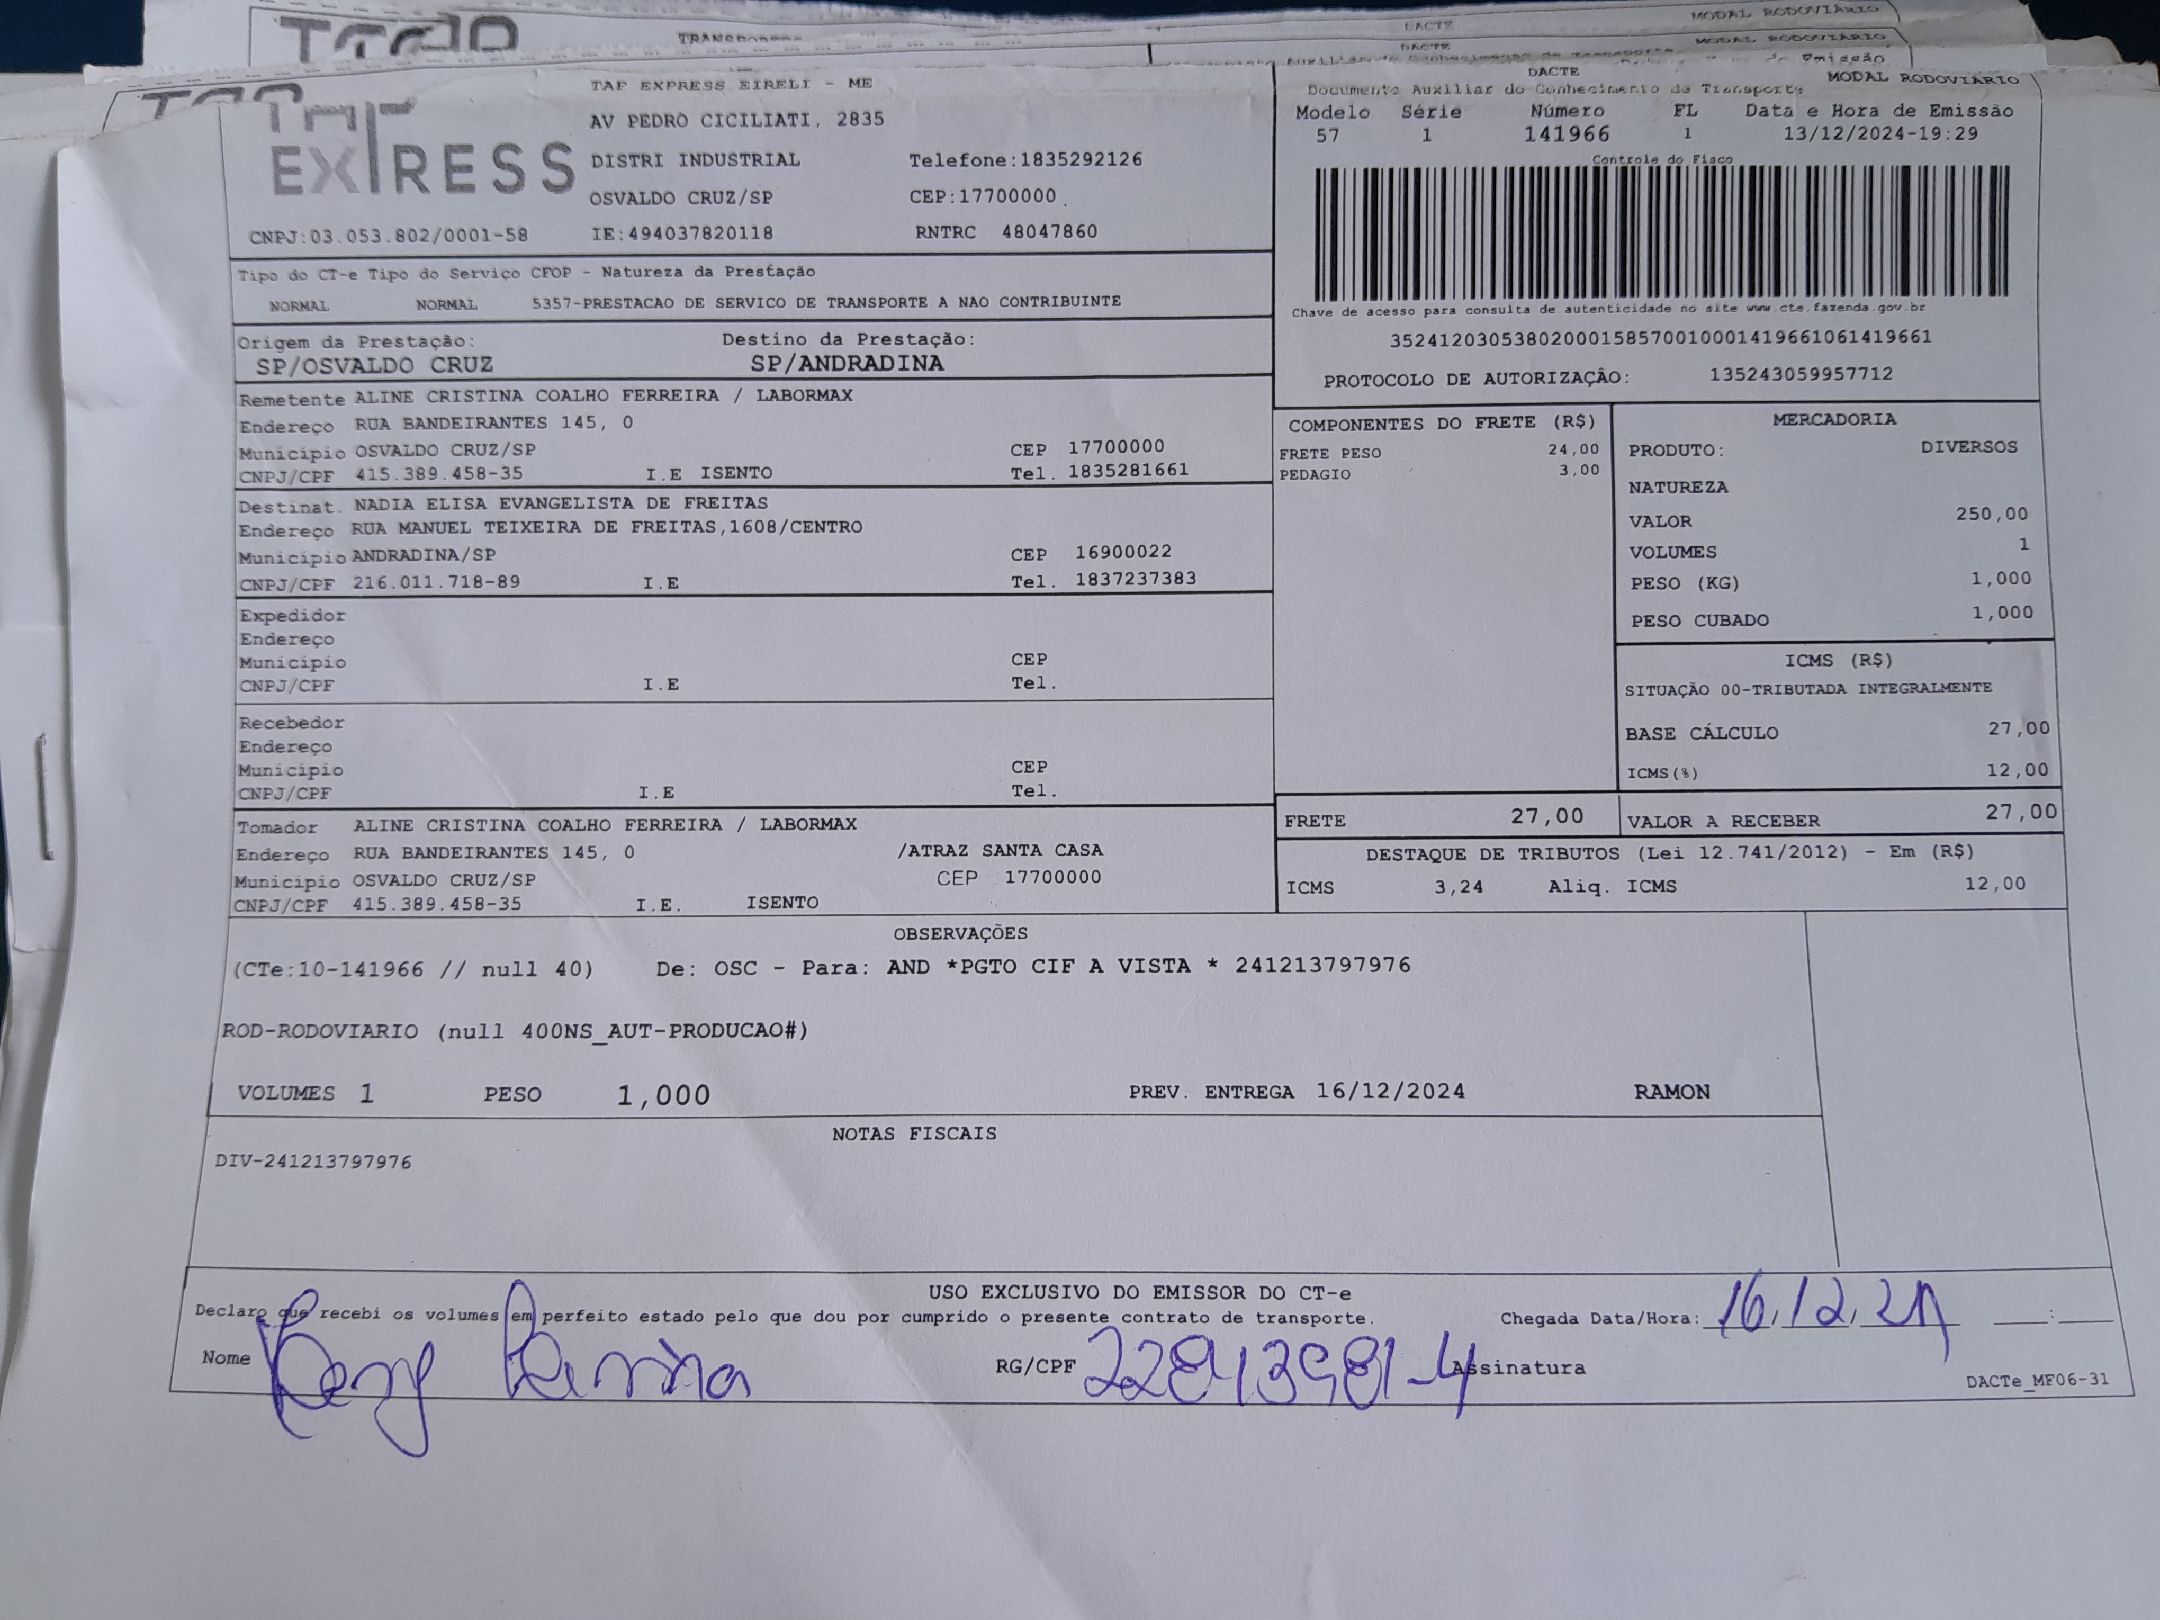 TRANSPORTE
DACTE
MODAL RODOVIÁRIO
DACTE
MODAL RODOVIÁRIO
TAP EXPRESS
TAF EXPRESS EIRELI - ME
AV PEDRO CICILIATI, 2835
DISTRI INDUSTRIAL Telefone:1835292126
OSVALDO CRUZ/SP CEP:17700000
CNPJ:03.053.802/0001-58 IE:494037820118 RNTRC 48047860
DACTE MODAL RODOVIÁRIO
Documento Auxiliar do Conhecimento de Transporte
Modelo Série Número FL Data e Hora de Emissão
57 1 141966 1 13/12/2024-19:29
Controle do Fisco
Chave de acesso para consulta de autenticidade no site www.cte.fazenda.gov.br
35241203053802000158570010001419661061419661
PROTOCOLO DE AUTORIZAÇÃO: 135243059957712
Tipo do CT-e Tipo do Serviço CFOP - Natureza da Prestação
NORMAL NORMAL 5357-PRESTACAO DE SERVICO DE TRANSPORTE A NAO CONTRIBUINTE
Origem da Prestação: Destino da Prestação:
SP/OSVALDO CRUZ SP/ANDRADINA
Remetente ALINE CRISTINA COALHO FERREIRA / LABORMAX
Endereço RUA BANDEIRANTES 145, 0
Município OSVALDO CRUZ/SP CEP 17700000
CNPJ/CPF 415.389.458-35 I.E ISENTO Tel. 1835281661
Destinat. NADIA ELISA EVANGELISTA DE FREITAS
Endereço RUA MANUEL TEIXEIRA DE FREITAS,1608/CENTRO
Município ANDRADINA/SP CEP 16900022
CNPJ/CPF 216.011.718-89 I.E Tel. 1837237383
Expedidor
Endereço
Município CEP
CNPJ/CPF I.E Tel.
Recebedor
Endereço
Município CEP
CNPJ/CPF I.E Tel.
Tomador ALINE CRISTINA COALHO FERREIRA / LABORMAX
Endereço RUA BANDEIRANTES 145, 0 /ATRAZ SANTA CASA
Município OSVALDO CRUZ/SP CEP 17700000
CNPJ/CPF 415.389.458-35 I.E. ISENTO
COMPONENTES DO FRETE (R$)
FRETE PESO 24,00
PEDAGIO 3,00
MERCADORIA
PRODUTO: DIVERSOS
NATUREZA
VALOR 250,00
VOLUMES 1
PESO (KG) 1,000
PESO CUBADO 1,000
ICMS (R$)
SITUAÇÃO 00-TRIBUTADA INTEGRALMENTE
BASE CÁLCULO 27,00
ICMS(%) 12,00
FRETE 27,00 VALOR A RECEBER 27,00
DESTAQUE DE TRIBUTOS (Lei 12.741/2012) - Em (R$)
ICMS 3,24 Aliq. ICMS 12,00
OBSERVAÇÕES
(CTe:10-141966 // null 40) De: OSC - Para: AND *PGTO CIF A VISTA * 241213797976
ROD-RODOVIARIO (null 400NS_AUT-PRODUCAO#)
VOLUMES 1 PESO 1,000 PREV. ENTREGA 16/12/2024 RAMON
NOTAS FISCAIS
DIV-241213797976
USO EXCLUSIVO DO EMISSOR DO CT-e
Declaro que recebi os volumes em perfeito estado pelo que dou por cumprido o presente contrato de transporte. Chegada Data/Hora: 16,12,24
Nome RG/CPF Assinatura
DACTe_MF06-31